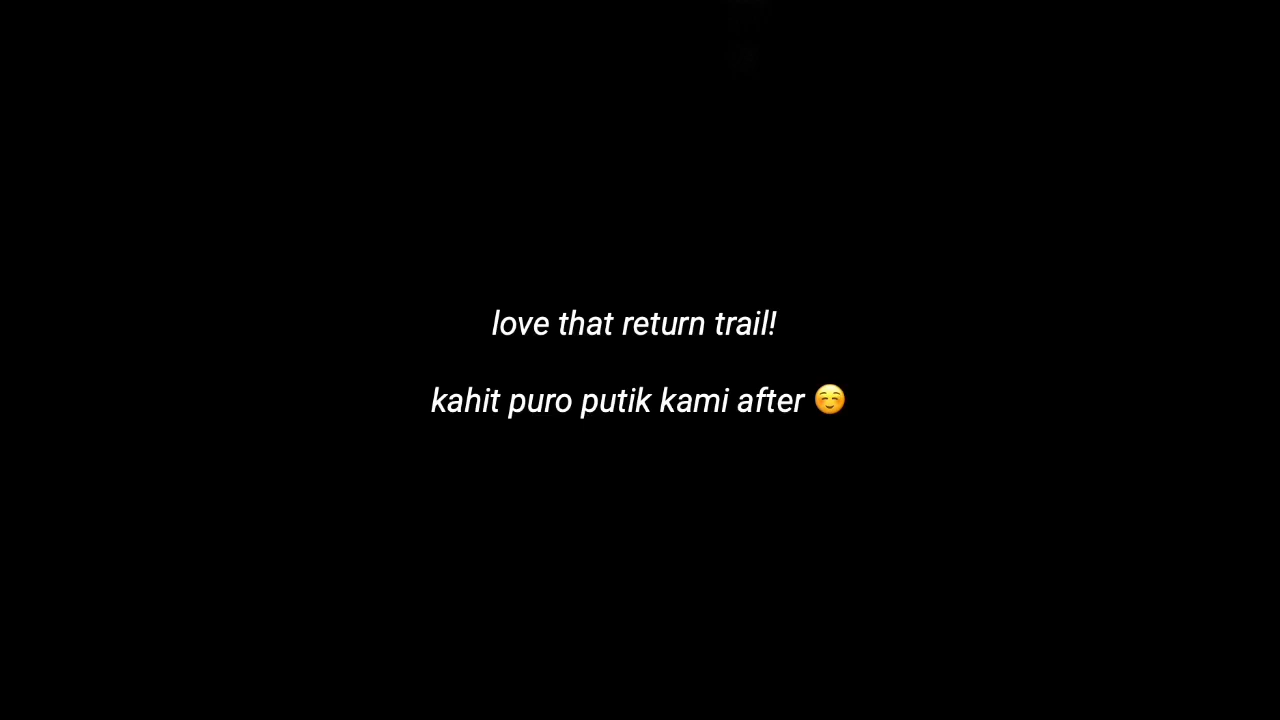 love that return trail!
kahit puro putik kami after ☺️